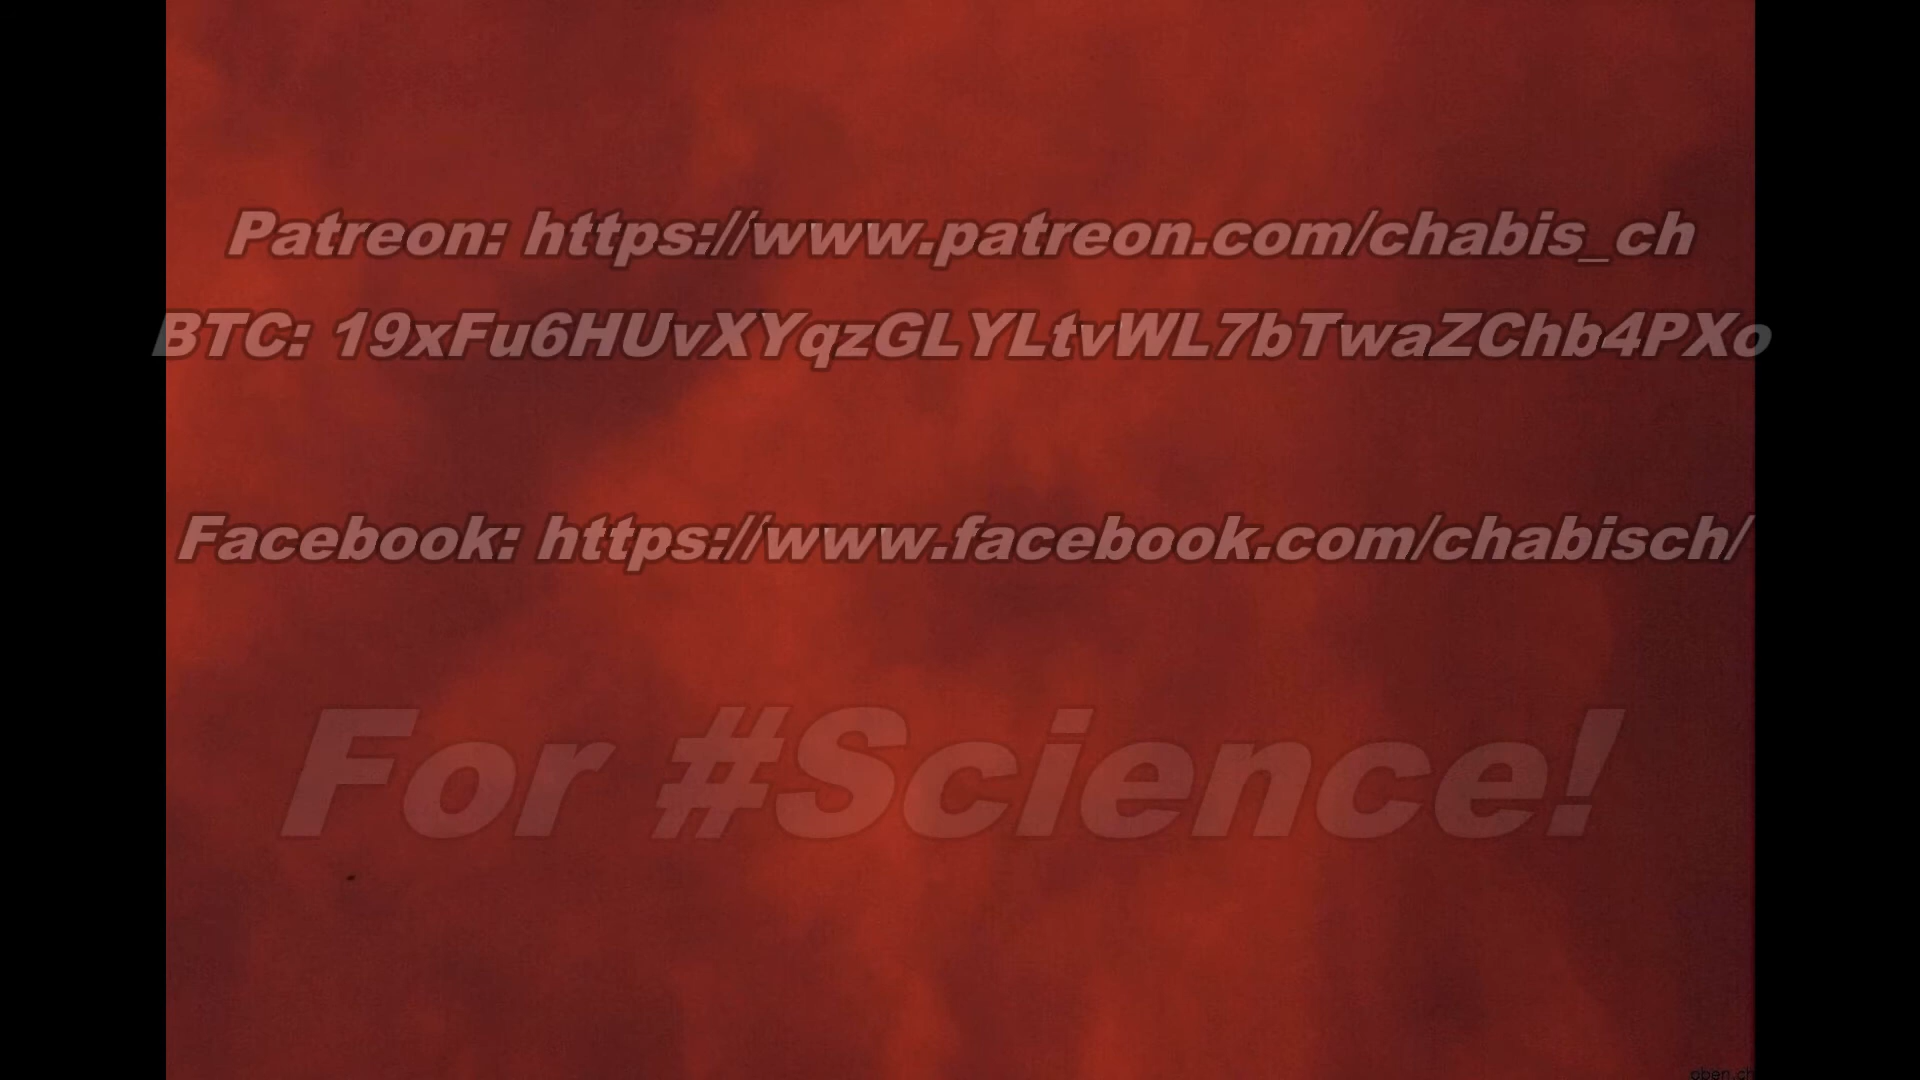 Patreon: https://www.patreon.com/chabis_ch
BTC: 19xFu6HUvXYqzGLYLtvWL7bTwaZChb4PXo
Facebook: https://www.facebook.com/chabisch/
For #Science!